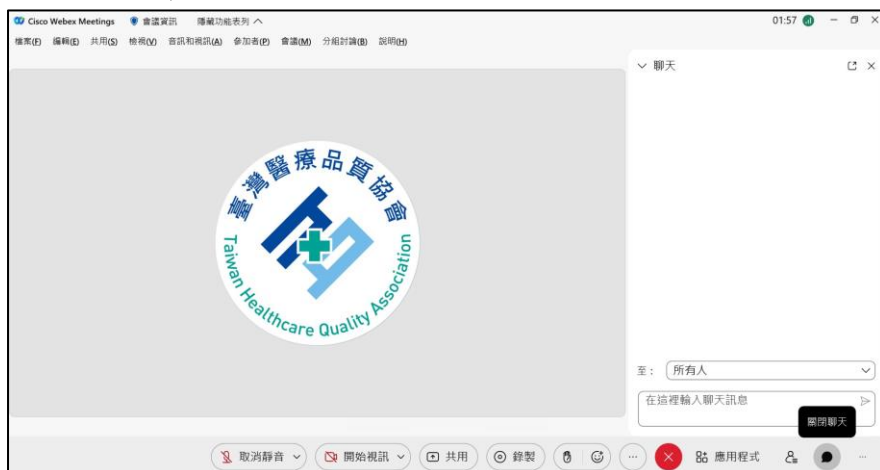 Cisco Webex Meetings 會議資訊 隱藏功能表列 01:57
檔案(F) 編輯(E) 共用(S) 檢視(V) 音訊和視訊(A) 參加者(P) 會議(M) 分組討論(B) 說明(H)
聊天
臺灣醫療品質協會
Taiwan Healthcare Quality Association
至： 所有人
在這裡輸入聊天訊息
關閉聊天
取消靜音 開始視訊 共用 錄製 應用程式